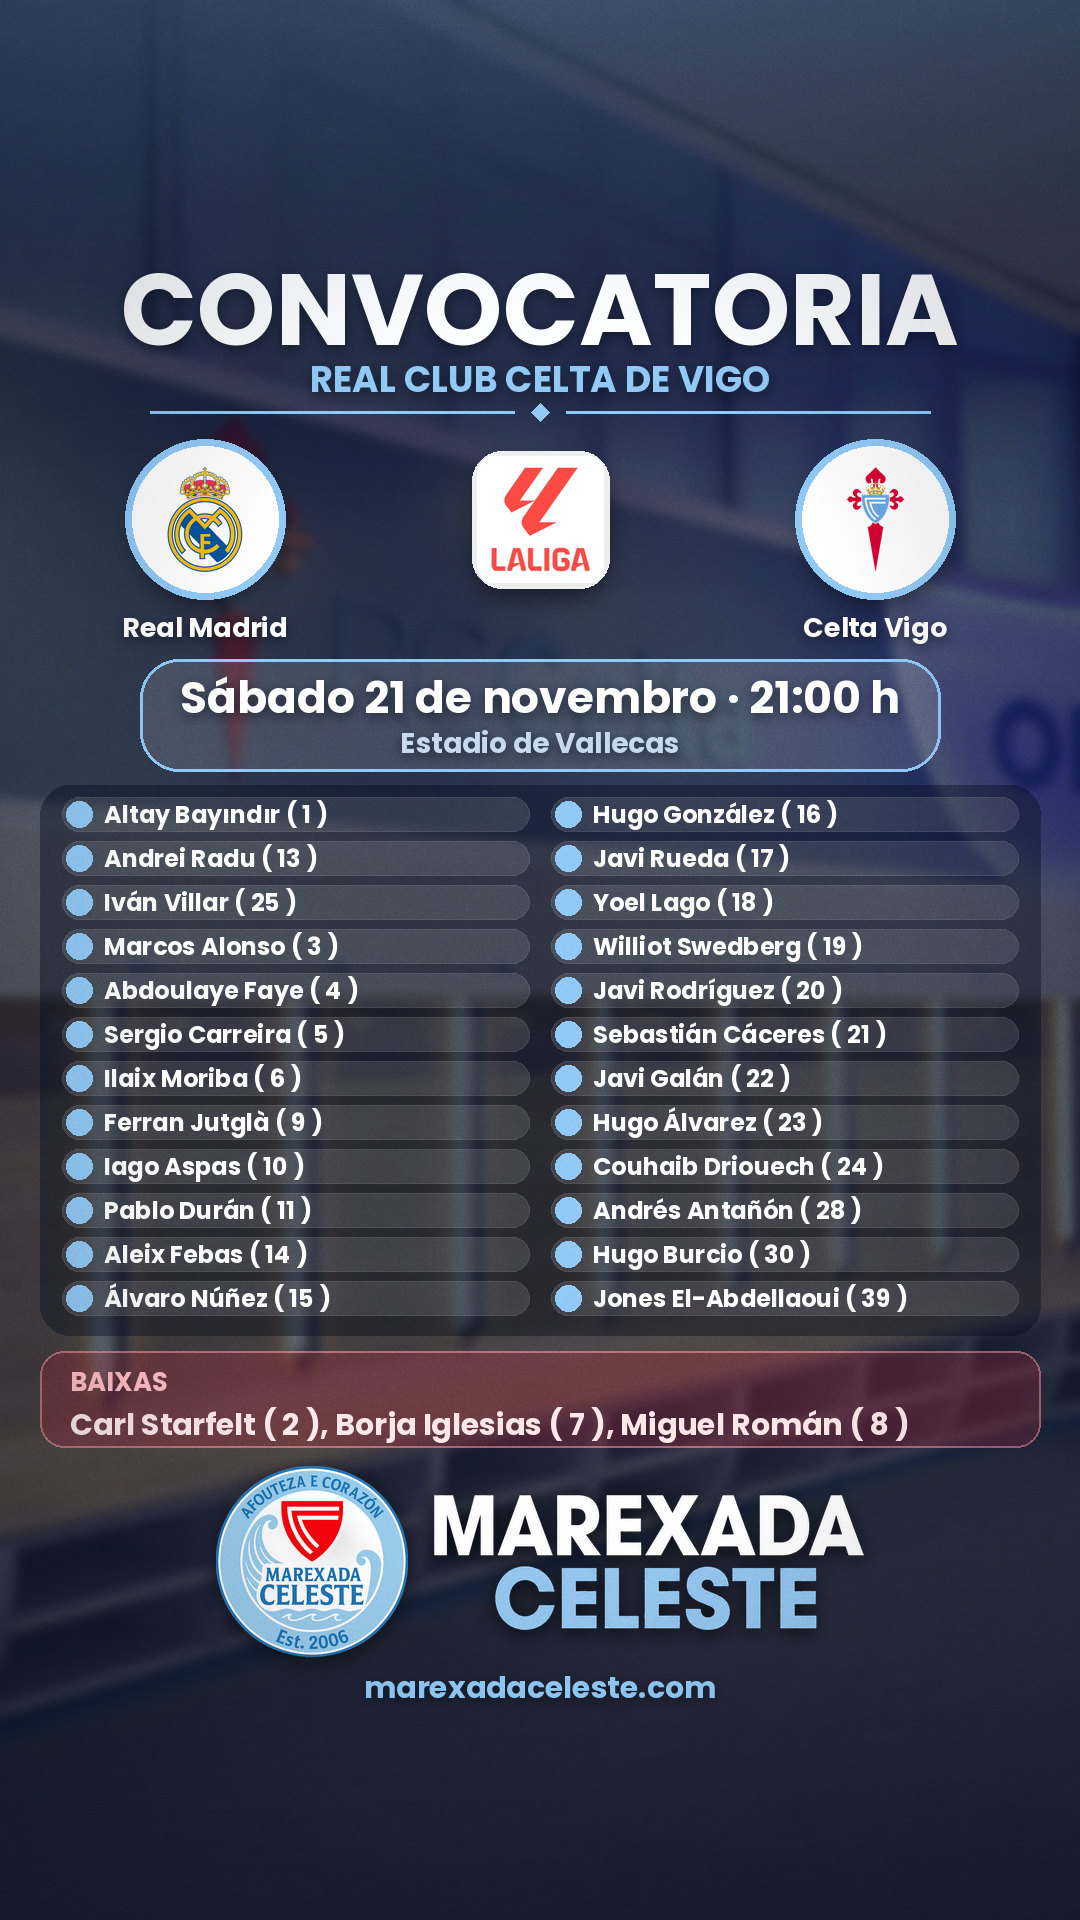 CONVOCATORIA
REAL CLUB CELTA DE VIGO
LALIGA
Real Madrid
Celta Vigo
Sábado 21 de novembro · 21:00 h
Estadio de Vallecas
Altay Bayındır ( 1 )
Andrei Radu ( 13 )
Iván Villar ( 25 )
Marcos Alonso ( 3 )
Abdoulaye Faye ( 4 )
Sergio Carreira ( 5 )
Ilaix Moriba ( 6 )
Ferran Jutglà ( 9 )
Iago Aspas ( 10 )
Pablo Durán ( 11 )
Aleix Febas ( 14 )
Álvaro Núñez ( 15 )
Hugo González ( 16 )
Javi Rueda ( 17 )
Yoel Lago ( 18 )
Williot Swedberg ( 19 )
Javi Rodríguez ( 20 )
Sebastián Cáceres ( 21 )
Javi Galán ( 22 )
Hugo Álvarez ( 23 )
Couhaib Driouech ( 24 )
Andrés Antañón ( 28 )
Hugo Burcio ( 30 )
Jones El-Abdellaoui ( 39 )
BAIXAS
Carl Starfelt ( 2 ), Borja Iglesias ( 7 ), Miguel Román ( 8 )
AFOUTEZA E CORAZÓN
MAREXADA
CELESTE
Est. 2006
MAREXADA
CELESTE
marexadaceleste.com